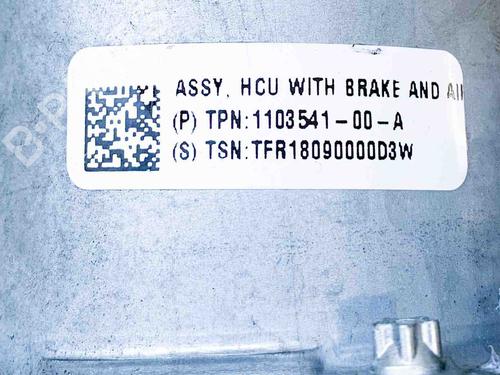 ASSY, HCU WITH BRAKE AND AI
(P) TPN:1103541-00-A
(S) TSN:TFR18090000D3W